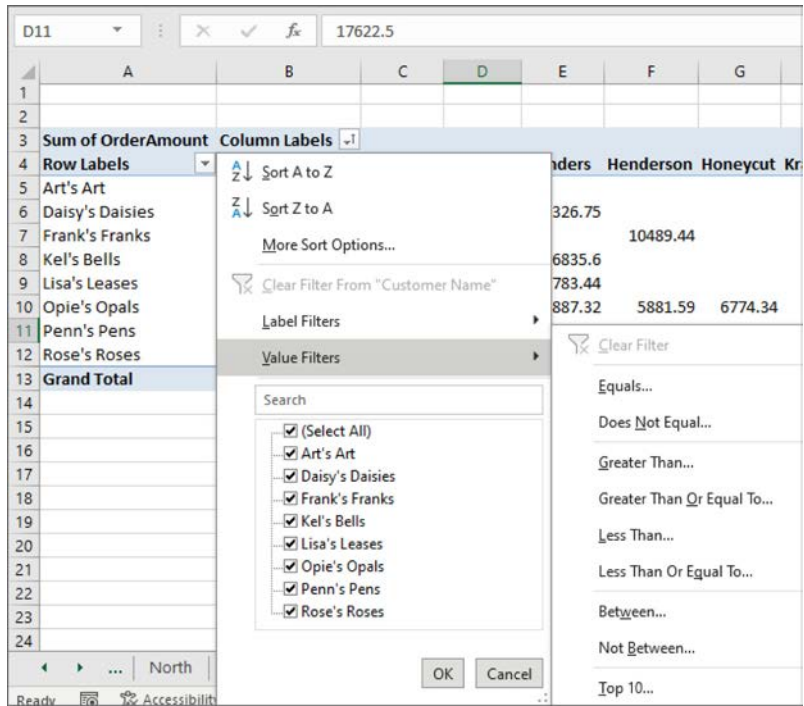 D11 fx 17622.5
A B C D E F G
1
2
3 Sum of OrderAmount Column Labels
4 Row Labels nders Henderson Honeycut Kr
5 Art's Art
6 Daisy's Daisies 326.75
7 Frank's Franks 10489.44
8 Kel's Bells 6835.6
9 Lisa's Leases 783.44
10 Opie's Opals 887.32 5881.59 6774.34
11 Penn's Pens
12 Rose's Roses
13 Grand Total
14
15
16
17
18
19
20
21
22
23
24
Sort A to Z
Sort Z to A
More Sort Options...
Clear Filter From "Customer Name"
Label Filters
Value Filters
Search
(Select All)
Art's Art
Daisy's Daisies
Frank's Franks
Kel's Bells
Lisa's Leases
Opie's Opals
Penn's Pens
Rose's Roses
OK Cancel
Clear Filter
Equals...
Does Not Equal...
Greater Than...
Greater Than Or Equal To...
Less Than...
Less Than Or Equal To...
Between...
Not Between...
Top 10...
... North
Ready Accessibilit